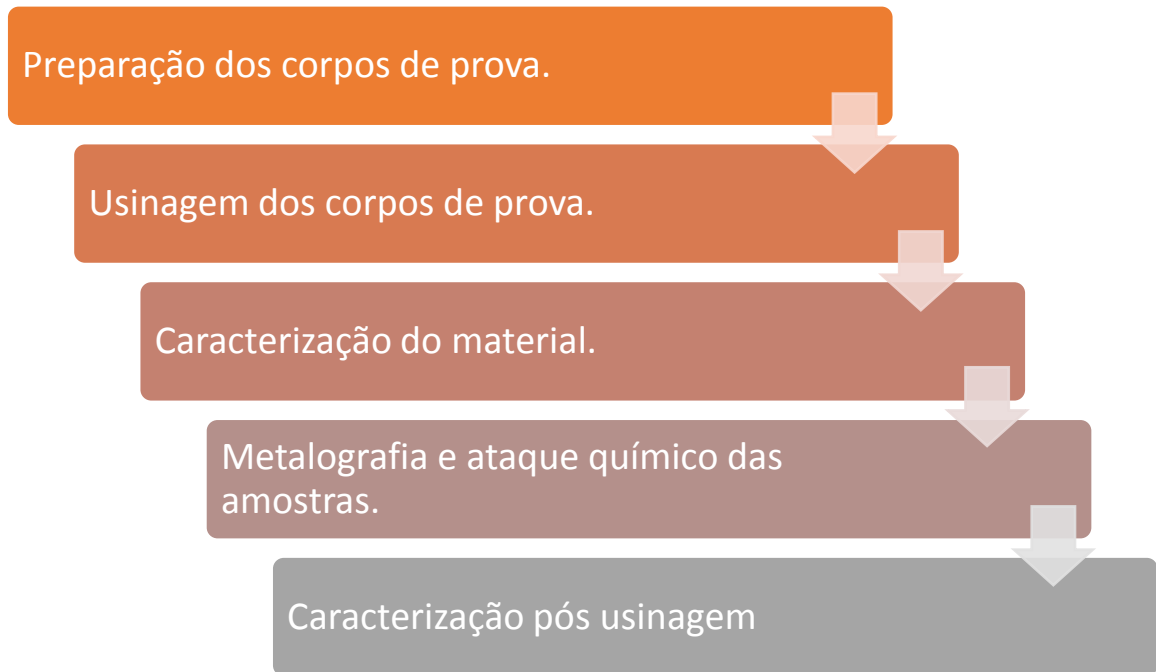 Preparação dos corpos de prova.
Usinagem dos corpos de prova.
Caracterização do material.
Metalografia e ataque químico das
amostras.
Caracterização pós usinagem